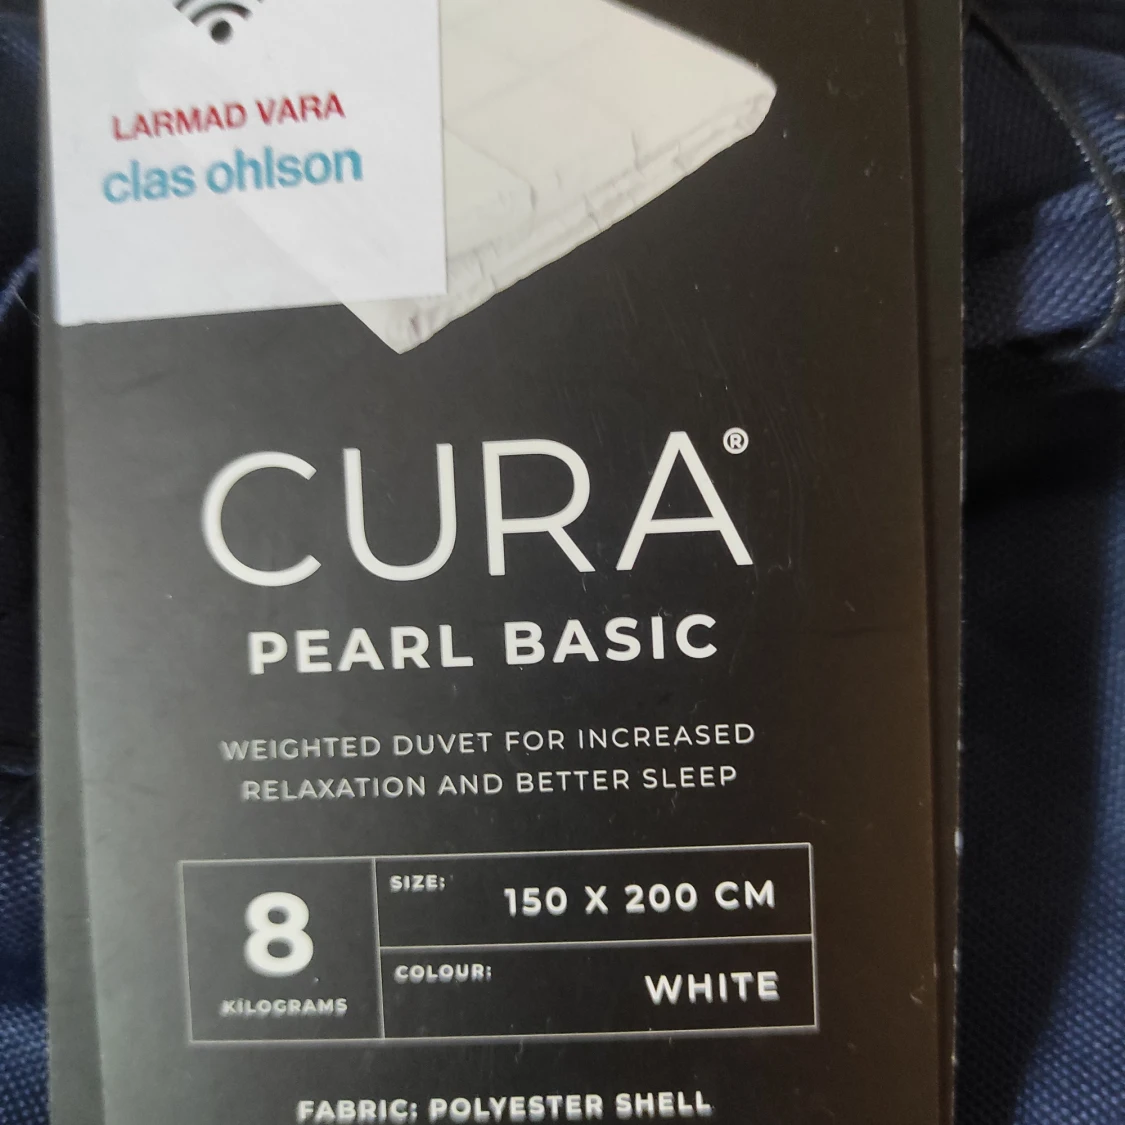 LARMAD VARA
clas ohlson
CURA®
PEARL BASIC
WEIGHTED DUVET FOR INCREASED
RELAXATION AND BETTER SLEEP
8
KILOGRAMS
SIZE:
150 X 200 CM
COLOUR:
WHITE
FABRIC: POLYESTER SHELL